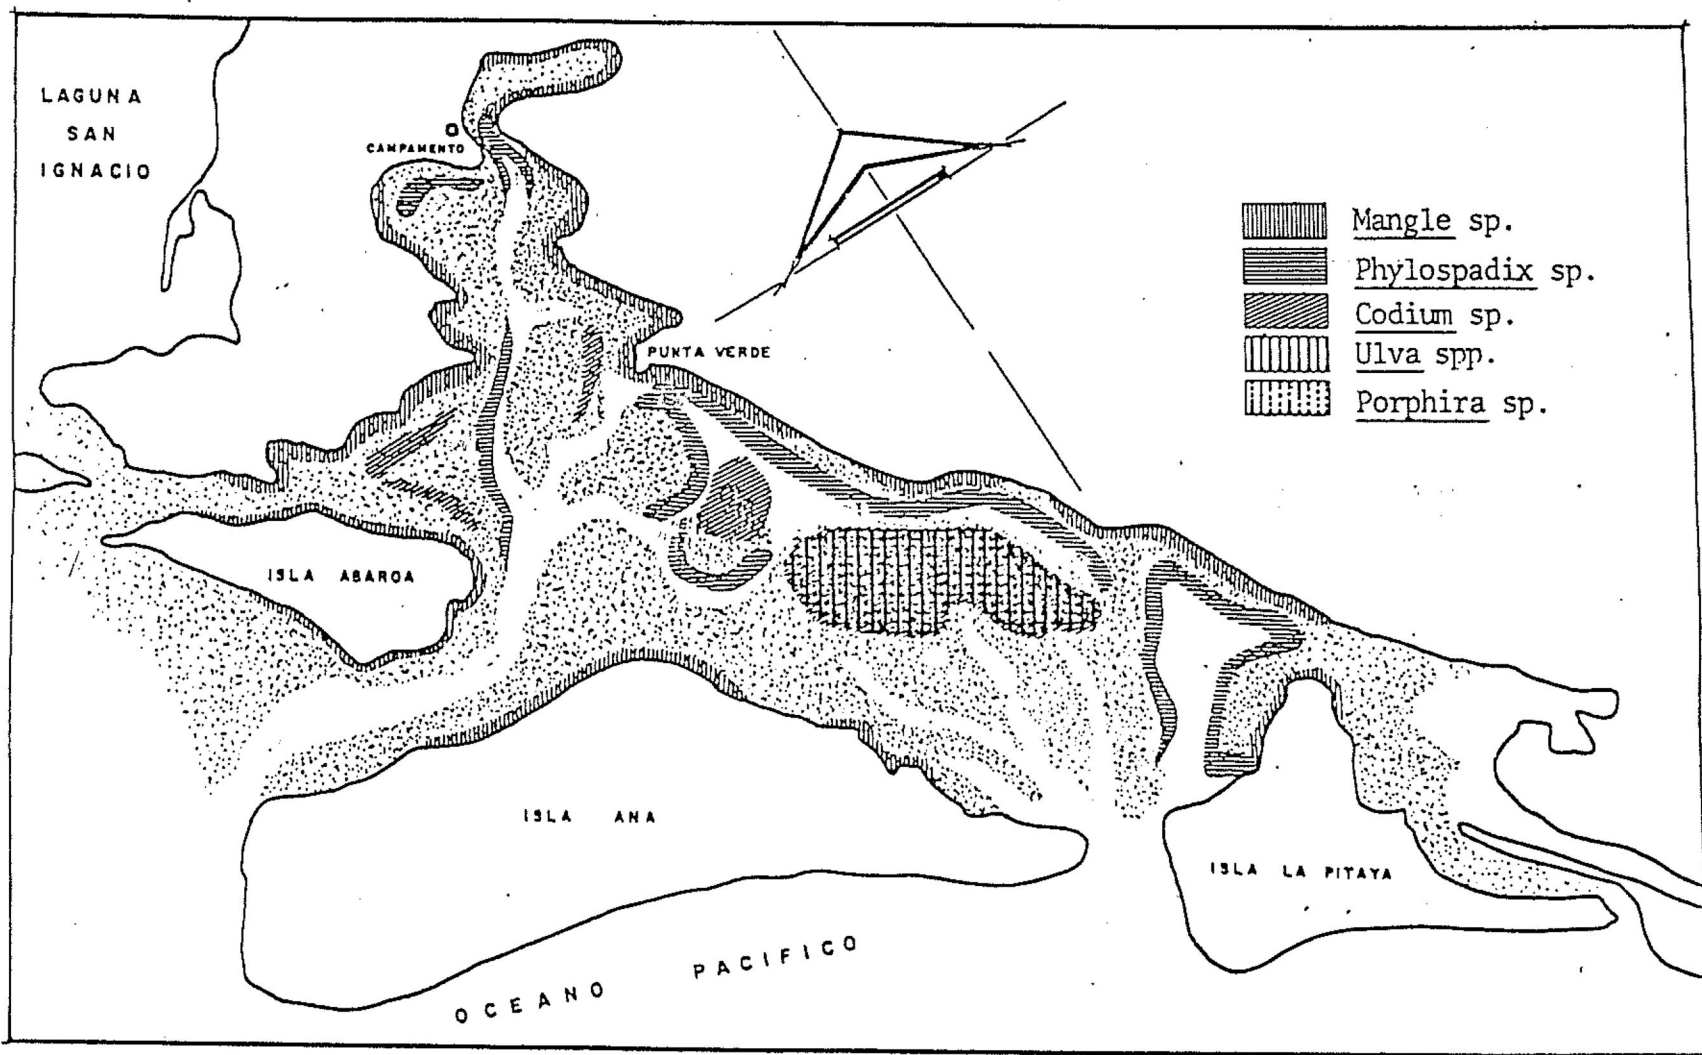 LAGUNA
SAN
IGNACIO
CAMPAMENTO
PUNTA VERDE
Mangle sp.
Phylospadix sp.
Codium sp.
Ulva spp.
Porphira sp.
ISLA ABAROA
ISLA ANA
ISLA LA PITAYA
OCEANO PACIFICO